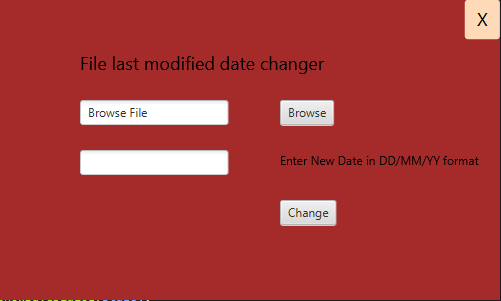 X
File last modified date changer
Browse File
Browse
Enter New Date in DD/MM/YY format
Change